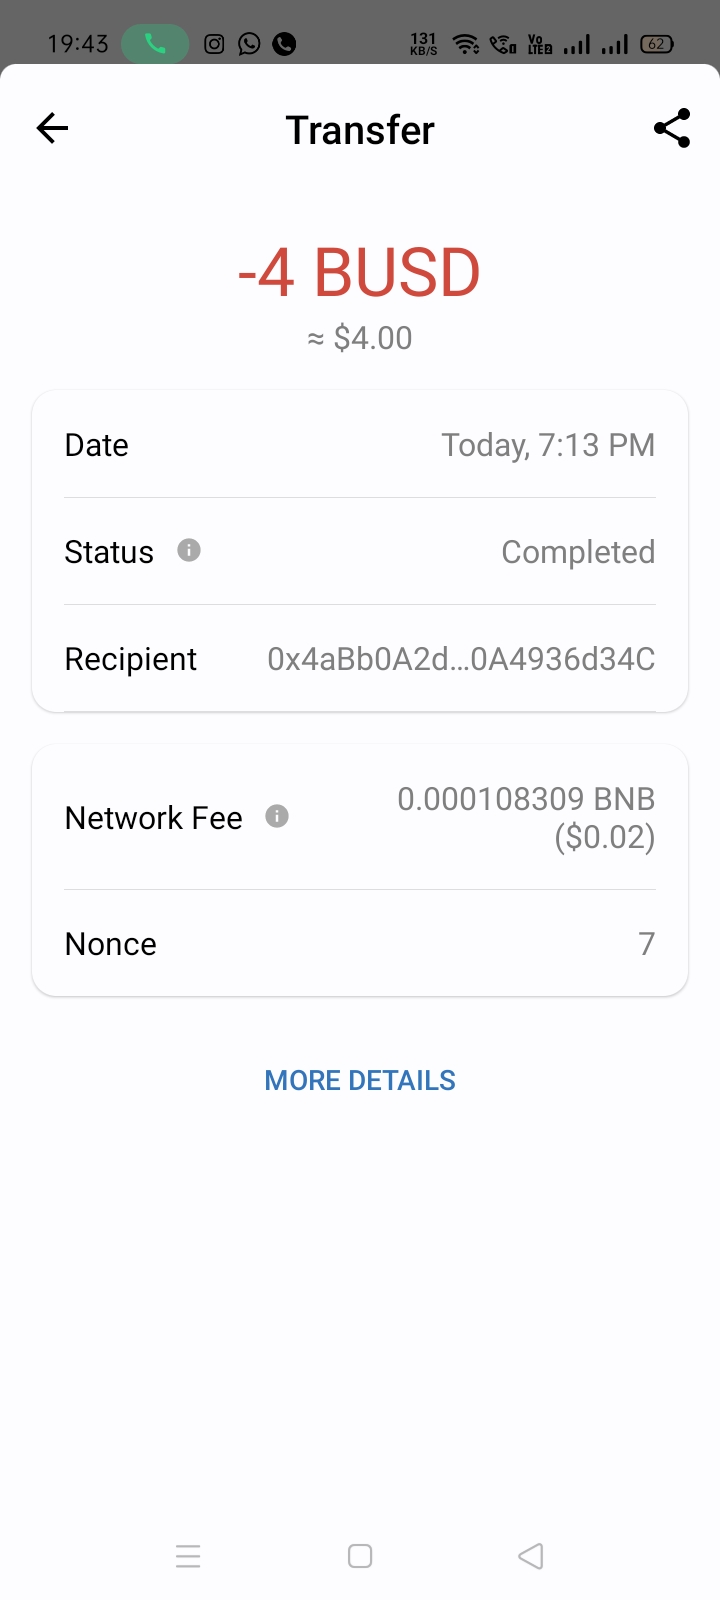 19:43 131 KB/S Vo LTE2 62
Transfer
-4 BUSD
≈ $4.00
Date Today, 7:13 PM
Status Completed
Recipient 0x4aBb0A2d...0A4936d34C
Network Fee 0.000108309 BNB
($0.02)
Nonce 7
MORE DETAILS